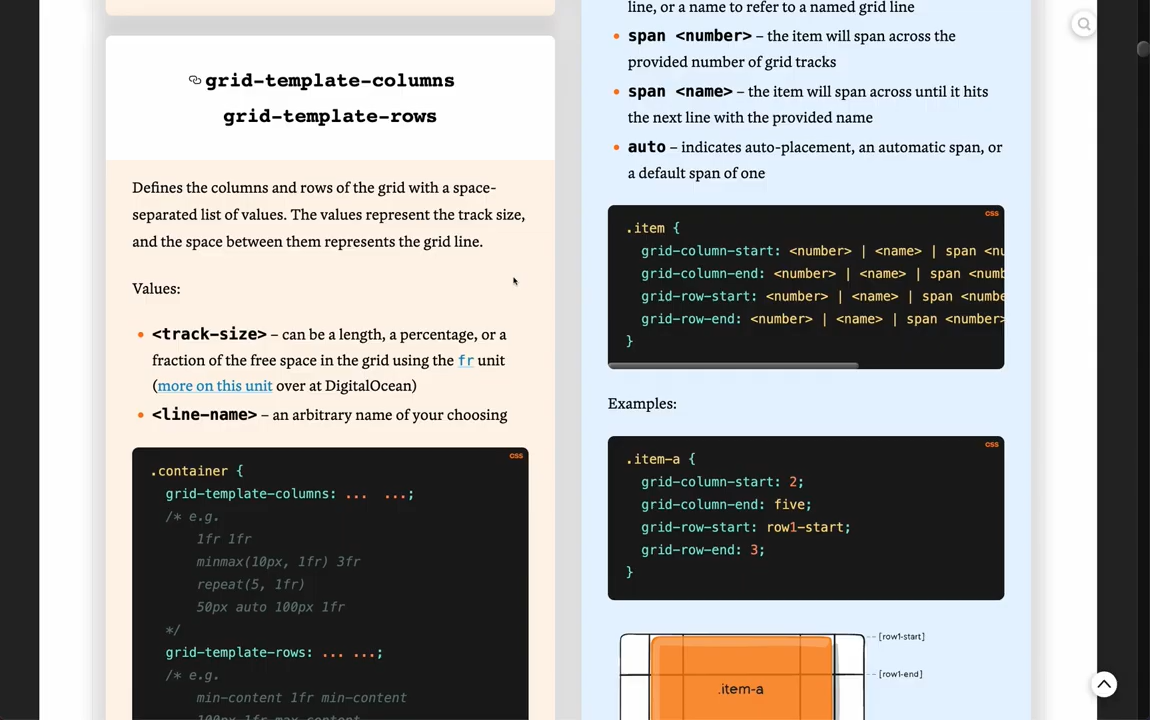 grid-template-columns
grid-template-rows
Defines the columns and rows of the grid with a space-
separated list of values. The values represent the track size,
and the space between them represents the grid line.
Values:
<track-size> – can be a length, a percentage, or a
fraction of the free space in the grid using the fr unit
(more on this unit over at DigitalOcean)
<line-name> – an arbitrary name of your choosing
css
.container {
grid-template-columns: ... ...;
/* e.g.
1fr 1fr
minmax(10px, 1fr) 3fr
repeat(5, 1fr)
50px auto 100px 1fr
*/
grid-template-rows: ... ...;
/* e.g.
min-content 1fr min-content
100px 1fr max-content
line, or a name to refer to a named grid line
span <number> – the item will span across the
provided number of grid tracks
span <name> – the item will span across until it hits
the next line with the provided name
auto – indicates auto-placement, an automatic span, or
a default span of one
css
.item {
grid-column-start: <number> | <name> | span <nu
grid-column-end: <number> | <name> | span <numb
grid-row-start: <number> | <name> | span <numbe
grid-row-end: <number> | <name> | span <number>
}
Examples:
css
.item-a {
grid-column-start: 2;
grid-column-end: five;
grid-row-start: row1-start;
grid-row-end: 3;
}
[row1-start]
[row1-end]
.item-a